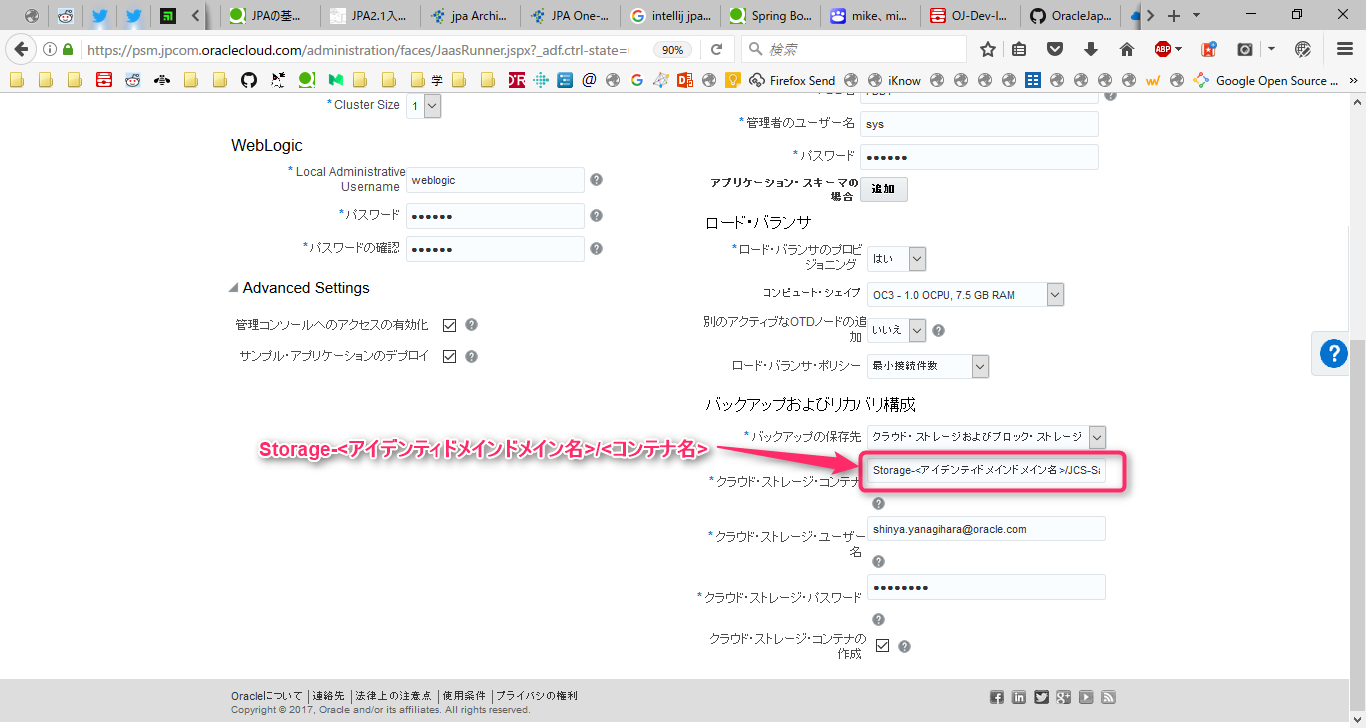 JPAの基...
JPA2.1入...
jpa Archi...
JPA One-...
intellij jpa...
Spring Bo...
mike、mi...
OJ-Dev-I...
OracleJap...
https://psm.jpcom.oraclecloud.com/administration/faces/JaasRunner.jspx?_adf.ctrl-state=
90%
検索
ABP
学
Firefox Send
iKnow
Google Open Source ...
* Cluster Size
1
WebLogic
* Local Administrative
Username
weblogic
* パスワード
••••••
* パスワードの確認
••••••
Advanced Settings
管理コンソールへのアクセスの有効化
サンプル・アプリケーションのデプロイ
* 管理者のユーザー名
sys
* パスワード
••••••
アプリケーション・スキーマの
場合
追加
ロード・バランサ
* ロード・バランサのプロビ
ジョニング
はい
コンピュート・シェイプ
OC3 - 1.0 OCPU, 7.5 GB RAM
別のアクティブなOTDノードの追
加
いいえ
ロード・バランサ・ポリシー
最小接続件数
バックアップおよびリカバリ構成
* バックアップの保存先
クラウド・ストレージおよびブロック・ストレージ
Storage-<アイデンティドメインドメイン名>/<コンテナ名>
* クラウド・ストレージ・コンテナ
Storage-<アイデンティドメインドメイン名>/JCS-Sa
* クラウド・ストレージ・ユーザー
名
shinya.yanagihara@oracle.com
* クラウド・ストレージ・パスワード
••••••••
クラウド・ストレージ・コンテナの
作成
Oracleについて | 連絡先 | 法律上の注意点 | 使用条件 | プライバシの権利
Copyright © 2017, Oracle and/or its affiliates. All rights reserved.